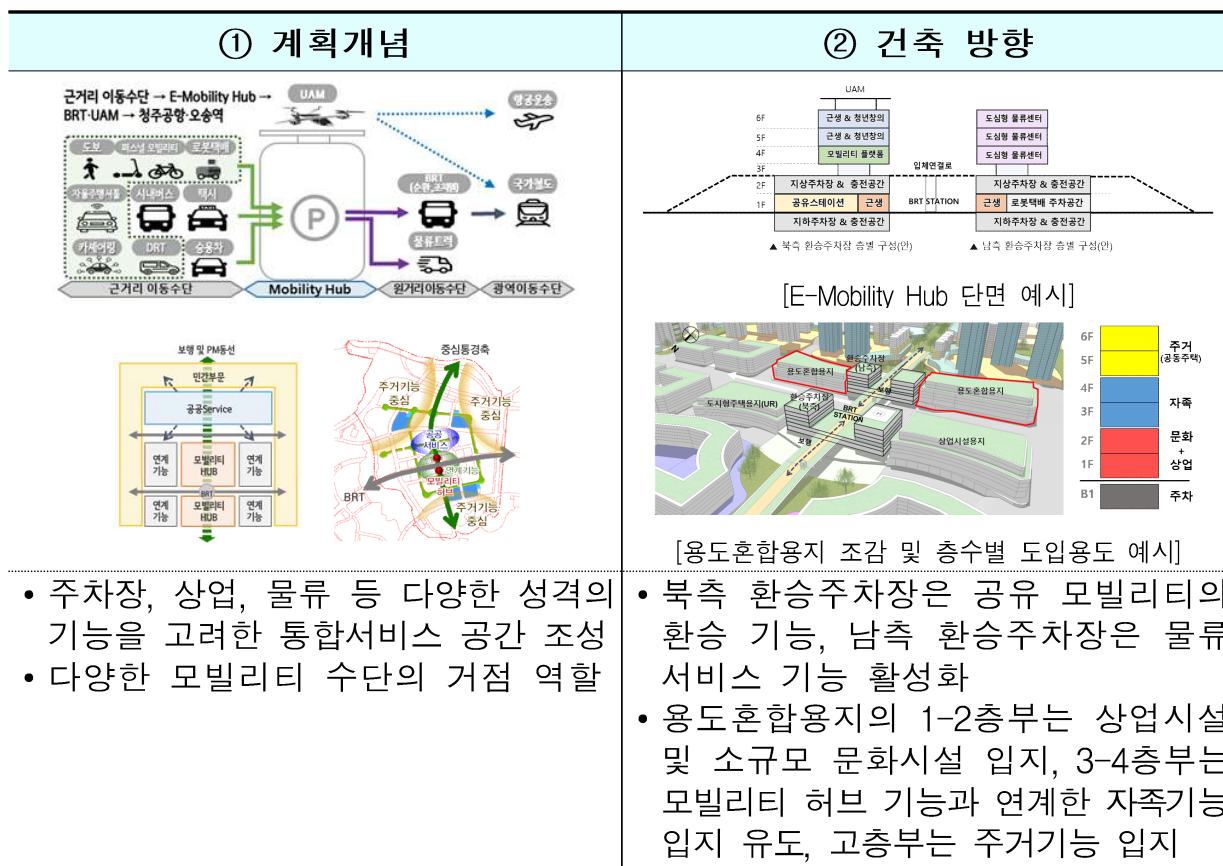 ① 계획개념
근거리 이동수단 → E-Mobility Hub →
BRT·UAM → 청주공항·오송역
UAM
항공운송
도보
퍼스널 모빌리티
로봇택배
자율주행셔틀
시내버스
택시
카셰어링
DRT
승용차
P
BRT
국가철도
물류트럭
근거리 이동수단
Mobility Hub
원거리이동수단
광역이동수단
보행 및 PM동선
민간부문
공공Service
연계
기능
모빌리티
HUB
연계
기능
BRT
연계
기능
모빌리티
HUB
연계
기능
중심통경축
주거기능
중심
주거기능
중심
공공
서비스
연계기능
모빌리티
허브
BRT
주거기능
중심
• 주차장, 상업, 물류 등 다양한 성격의
기능을 고려한 통합서비스 공간 조성
• 다양한 모빌리티 수단의 거점 역할
② 건축 방향
UAM
6F
근생 & 청년창의
도심형 물류센터
5F
근생 & 청년창의
도심형 물류센터
4F
모빌리티 플랫폼
도심형 물류센터
3F
입체연결로
2F
지상주차장 & 충전공간
지상주차장 & 충전공간
1F
공유스테이션
근생
BRT STATION
근생
로봇택배 주차공간
지하주차장 & 충전공간
지하주차장 & 충전공간
▲ 북측 환승주차장 층별 구성(안)
▲ 남측 환승주차장 층별 구성(안)
[E-Mobility Hub 단면 예시]
N
환승주차장
(남측)
용도혼합용지
용도혼합용지
보행
도시형주택용지(UR)
환승주차장
(북측)
BRT
STATION
보행
상업시설용지
6F
5F
주거
(공동주택)
4F
3F
자족
2F
1F
문화
+
상업
B1
주차
[용도혼합용지 조감 및 층수별 도입용도 예시]
• 북측 환승주차장은 공유 모빌리티의
환승 기능, 남측 환승주차장은 물류
서비스 기능 활성화
• 용도혼합용지의 1-2층부는 상업시설
및 소규모 문화시설 입지, 3-4층부는
모빌리티 허브 기능과 연계한 자족기능
입지 유도, 고층부는 주거기능 입지